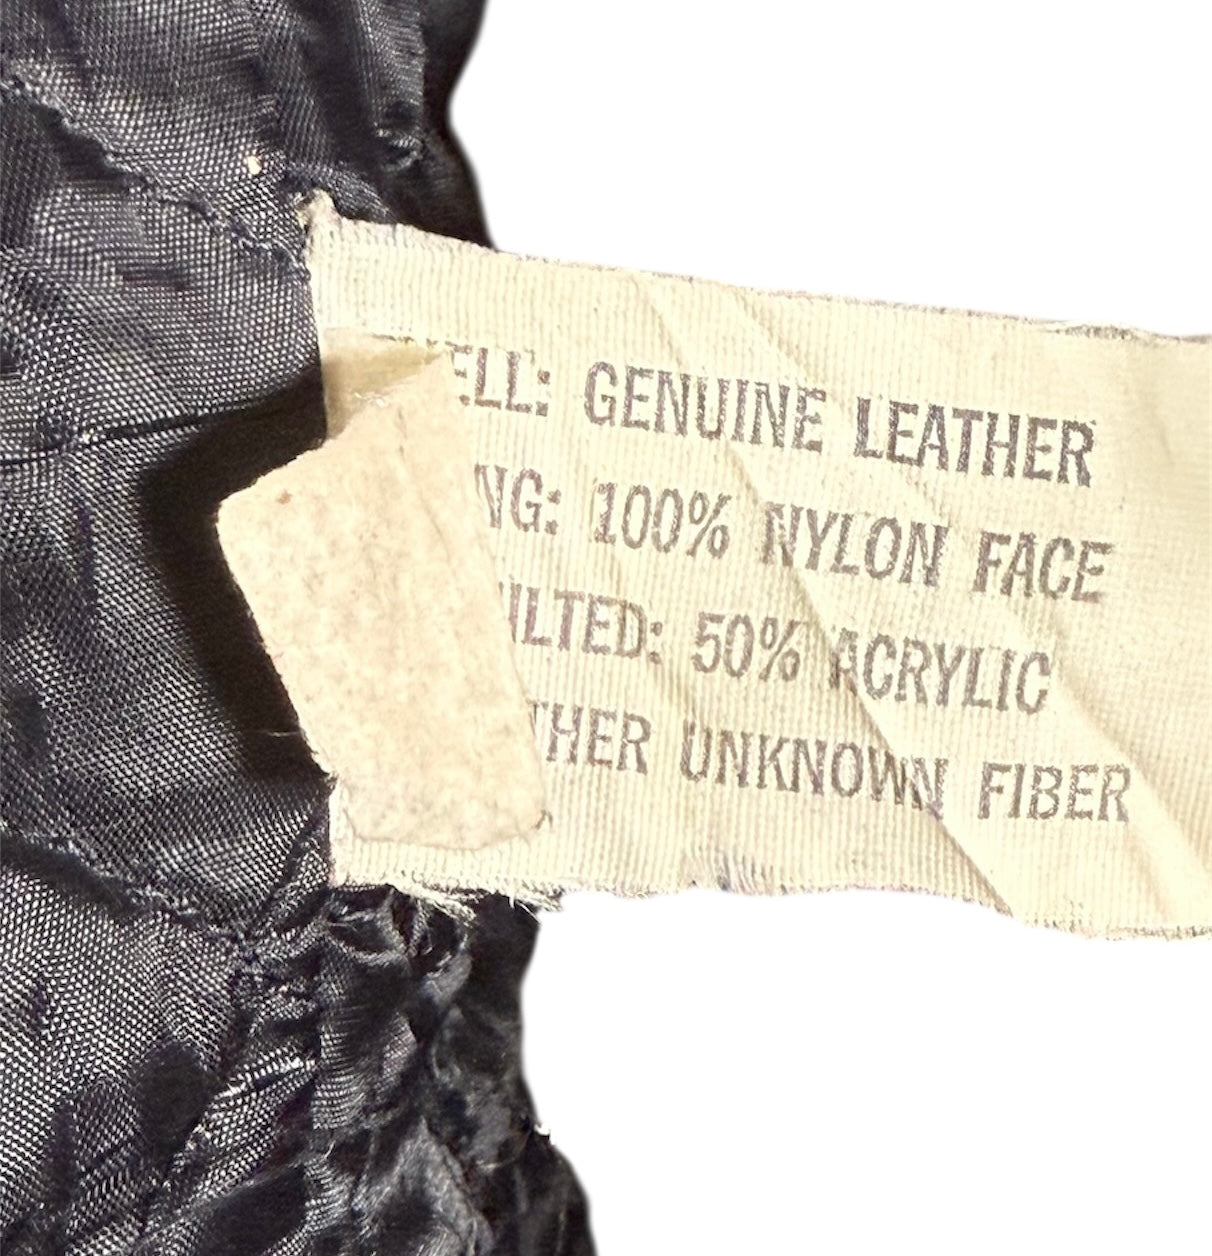 ELL: GENUINE LEATHER
NG: 100% NYLON FACE
ILTED: 50% ACRYLIC
THER UNKNOWN FIBER